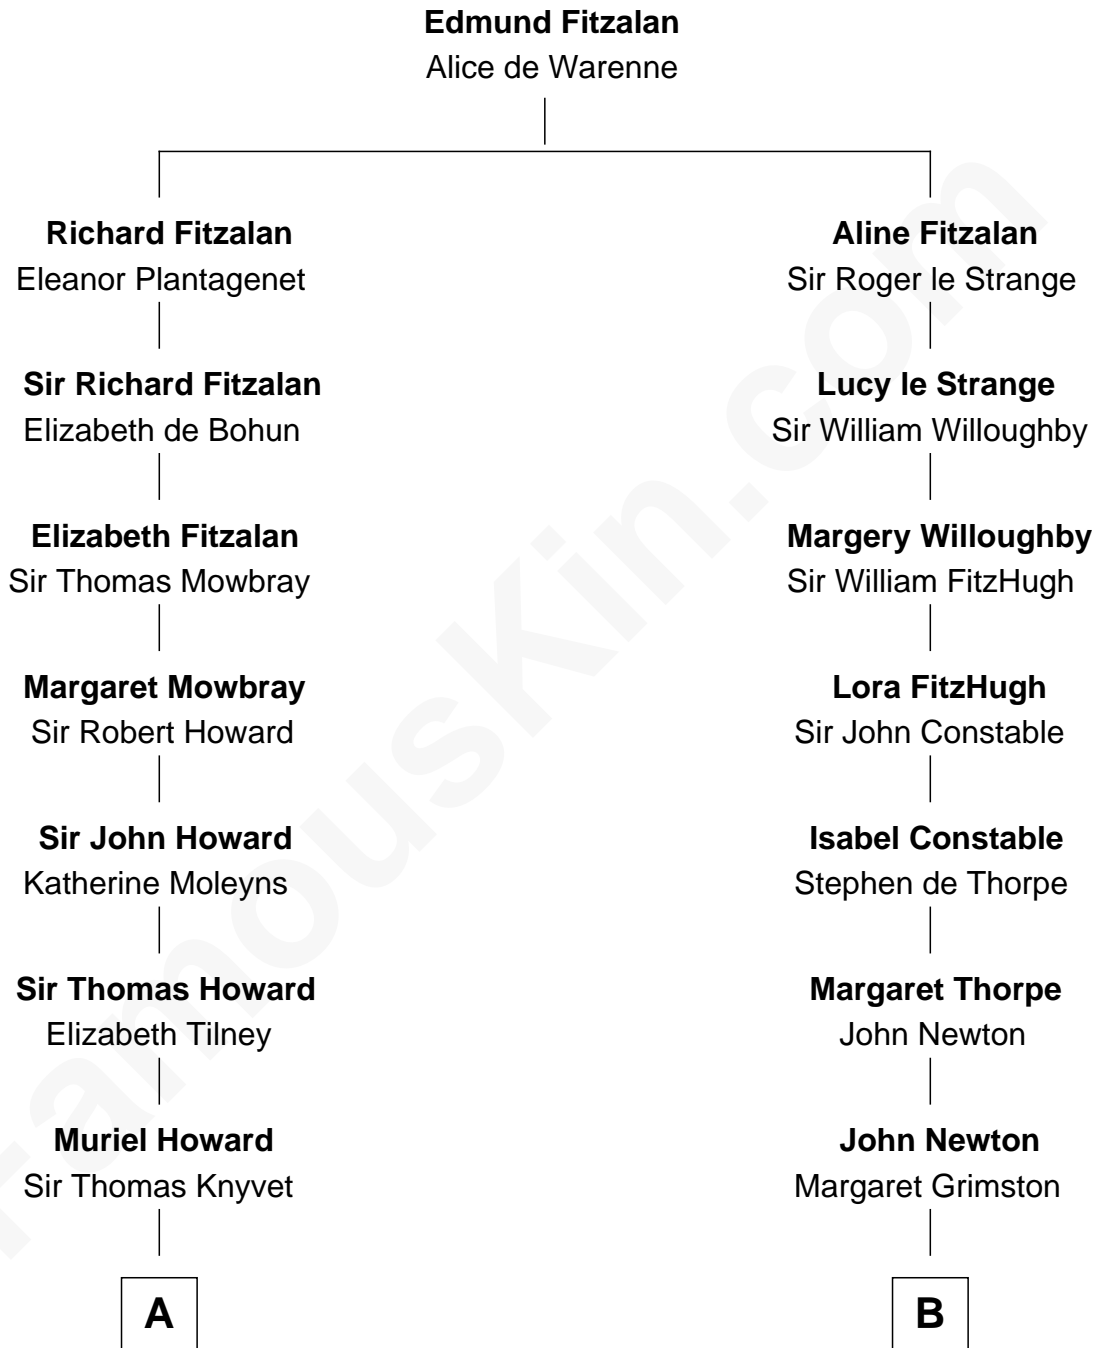 Edmund Fitzalan
Alice de Warenne
Richard Fitzalan
Eleanor Plantagenet
Aline Fitzalan
Sir Roger le Strange
Sir Richard Fitzalan
Elizabeth de Bohun
Lucy le Strange
Sir William Willoughby
Elizabeth Fitzalan
Sir Thomas Mowbray
Margery Willoughby
Sir William FitzHugh
Margaret Mowbray
Sir Robert Howard
Lora FitzHugh
Sir John Constable
Sir John Howard
Katherine Moleyns
Isabel Constable
Stephen de Thorpe
Sir Thomas Howard
Elizabeth Tilney
Margaret Thorpe
John Newton
Muriel Howard
Sir Thomas Knyvet
John Newton
Margaret Grimston
A
B
FamousKin.com